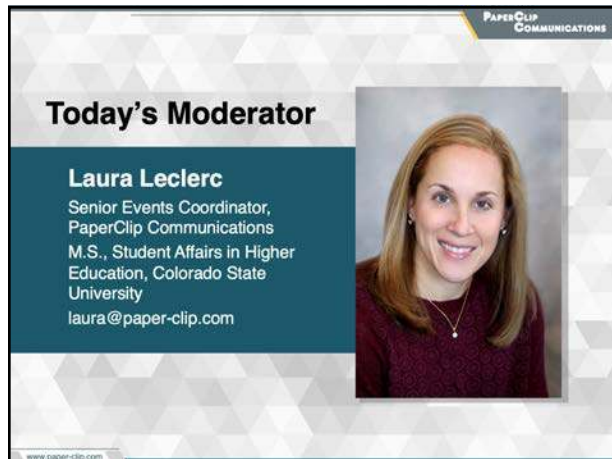 PAPERCLIP
COMMUNICATIONS
Today's Moderator
Laura Leclerc
Senior Events Coordinator,
PaperClip Communications
M.S., Student Affairs in Higher
Education, Colorado State
University
laura@paper-clip.com
www.paper-clip.com